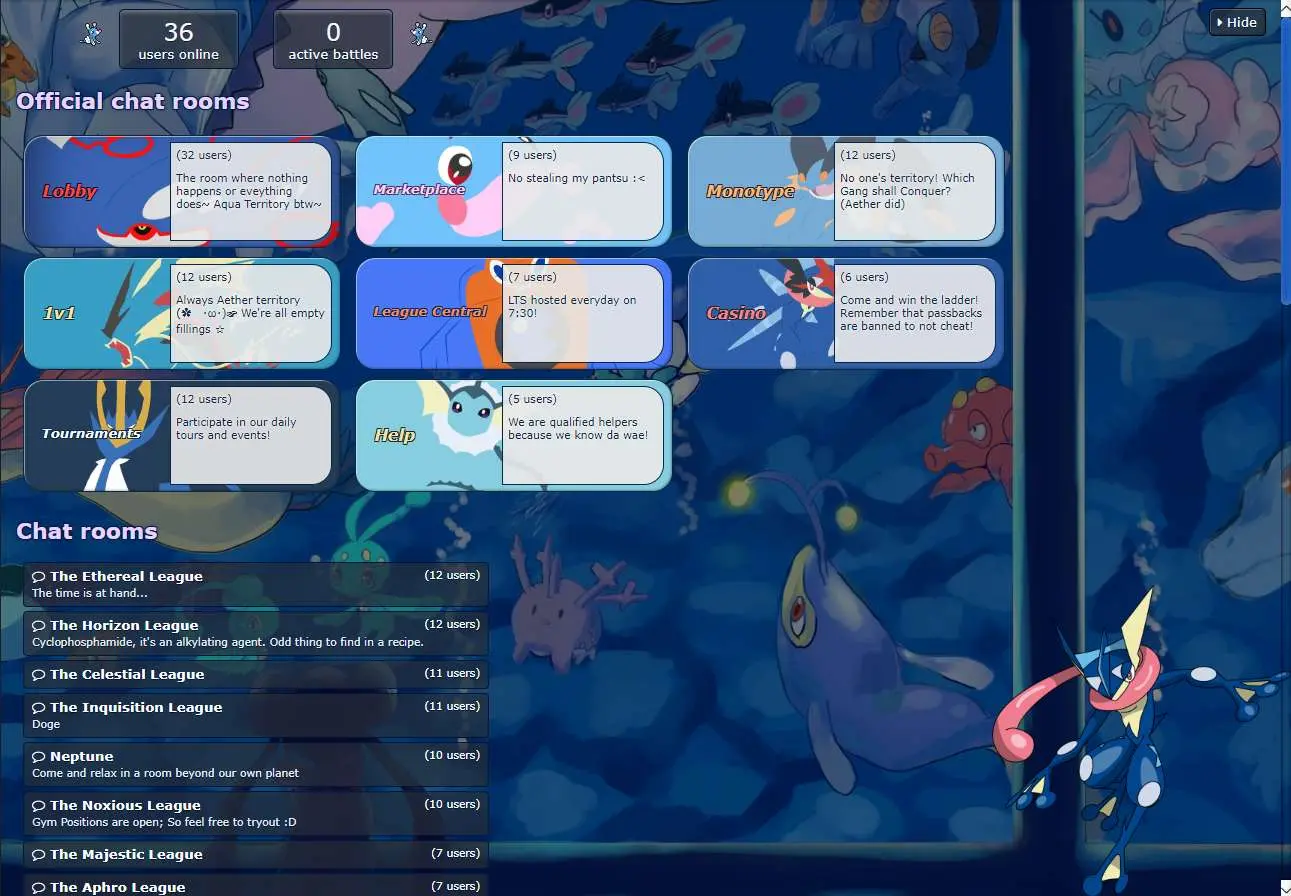 36
users online
0
active battles
Hide
Official chat rooms
Lobby
(32 users)
The room where nothing
happens or eveything
does~ Aqua Territory btw~
Marketplace
(9 users)
No stealing my pantsu :<
Monotype
(12 users)
No one's territory! Which
Gang shall Conquer?
(Aether did)
1v1
(12 users)
Always Aether territory
(✽ ･ω･)ᓄ We're all empty
fillings ☆
League Central
(7 users)
LTS hosted everyday on
7:30!
Casino
(6 users)
Come and win the ladder!
Remember that passbacks
are banned to not cheat!
Tournaments
(12 users)
Participate in our daily
tours and events!
Help
(5 users)
We are qualified helpers
because we know da wae!
Chat rooms
The Ethereal League (12 users)
The time is at hand...
The Horizon League (12 users)
Cyclophosphamide, it's an alkylating agent. Odd thing to find in a recipe.
The Celestial League (11 users)
The Inquisition League (11 users)
Doge
Neptune (10 users)
Come and relax in a room beyond our own planet
The Noxious League (10 users)
Gym Positions are open; So feel free to tryout :D
The Majestic League (7 users)
The Aphro League (7 users)